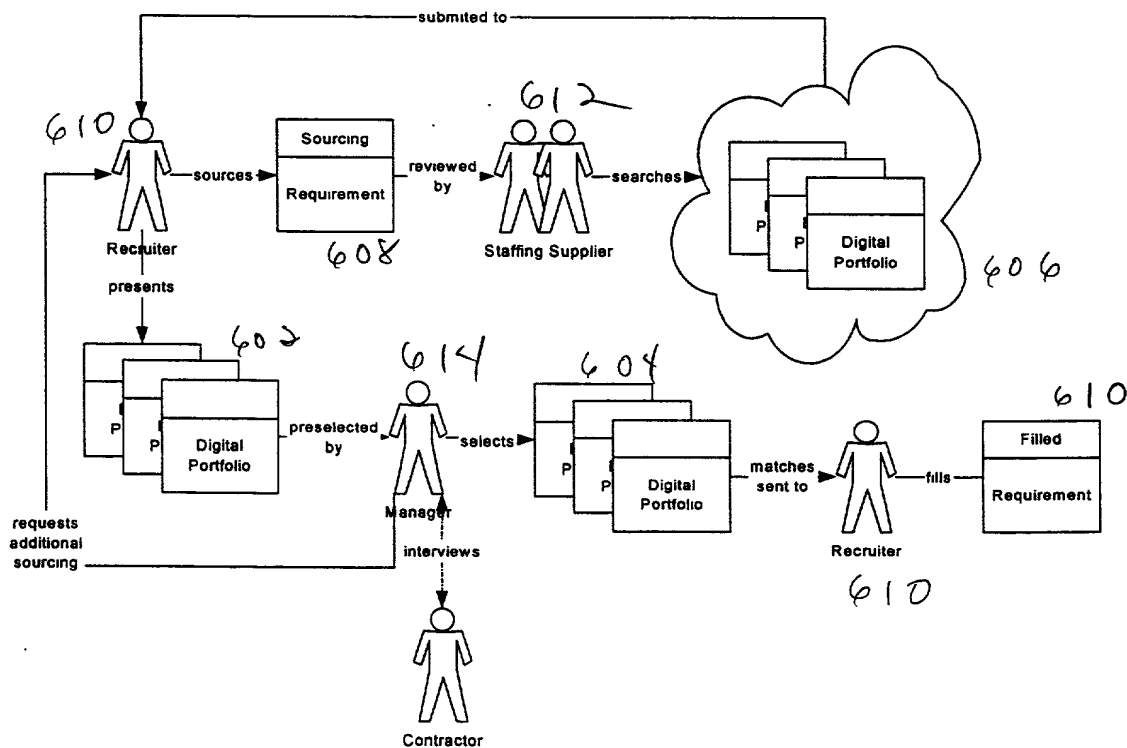 submited to
610
612
Sourcing
Requirement
sources
reviewed
by
searches
Recruiter
608
Staffing Supplier
P
P
Digital
Portfolio
606
presents
602
614
604
610
P
P
Digital
Portfolio
preselected
by
selects
P
P
Digital
Portfolio
matches
sent to
fills
Filled
Requirement
Manager
requests
additional
sourcing
interviews
Recruiter
610
Contractor